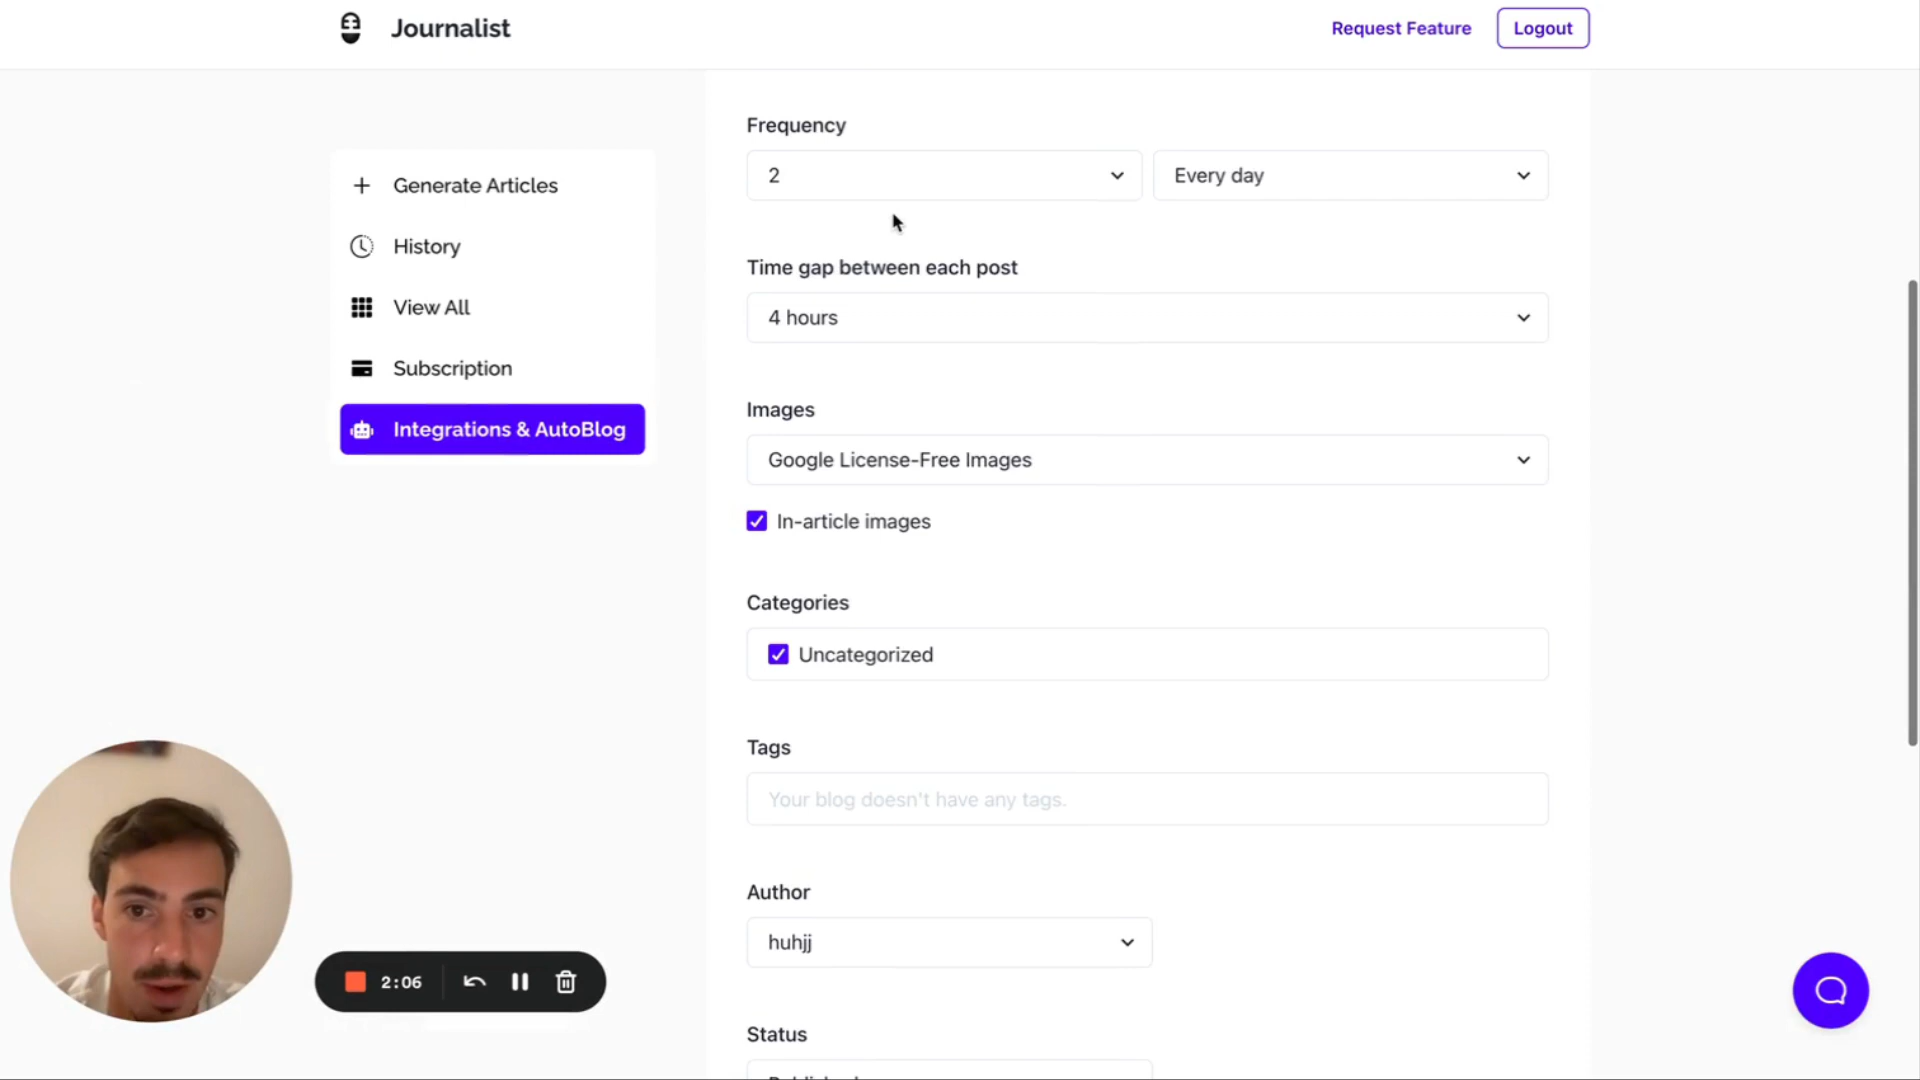 Journalist
Request Feature
Logout
Generate Articles
History
View All
Subscription
Integrations & AutoBlog
Frequency
2
Every day
Time gap between each post
4 hours
Images
Google License-Free Images
In-article images
Categories
Uncategorized
Tags
Your blog doesn't have any tags.
Author
huhjj
Status
2:06